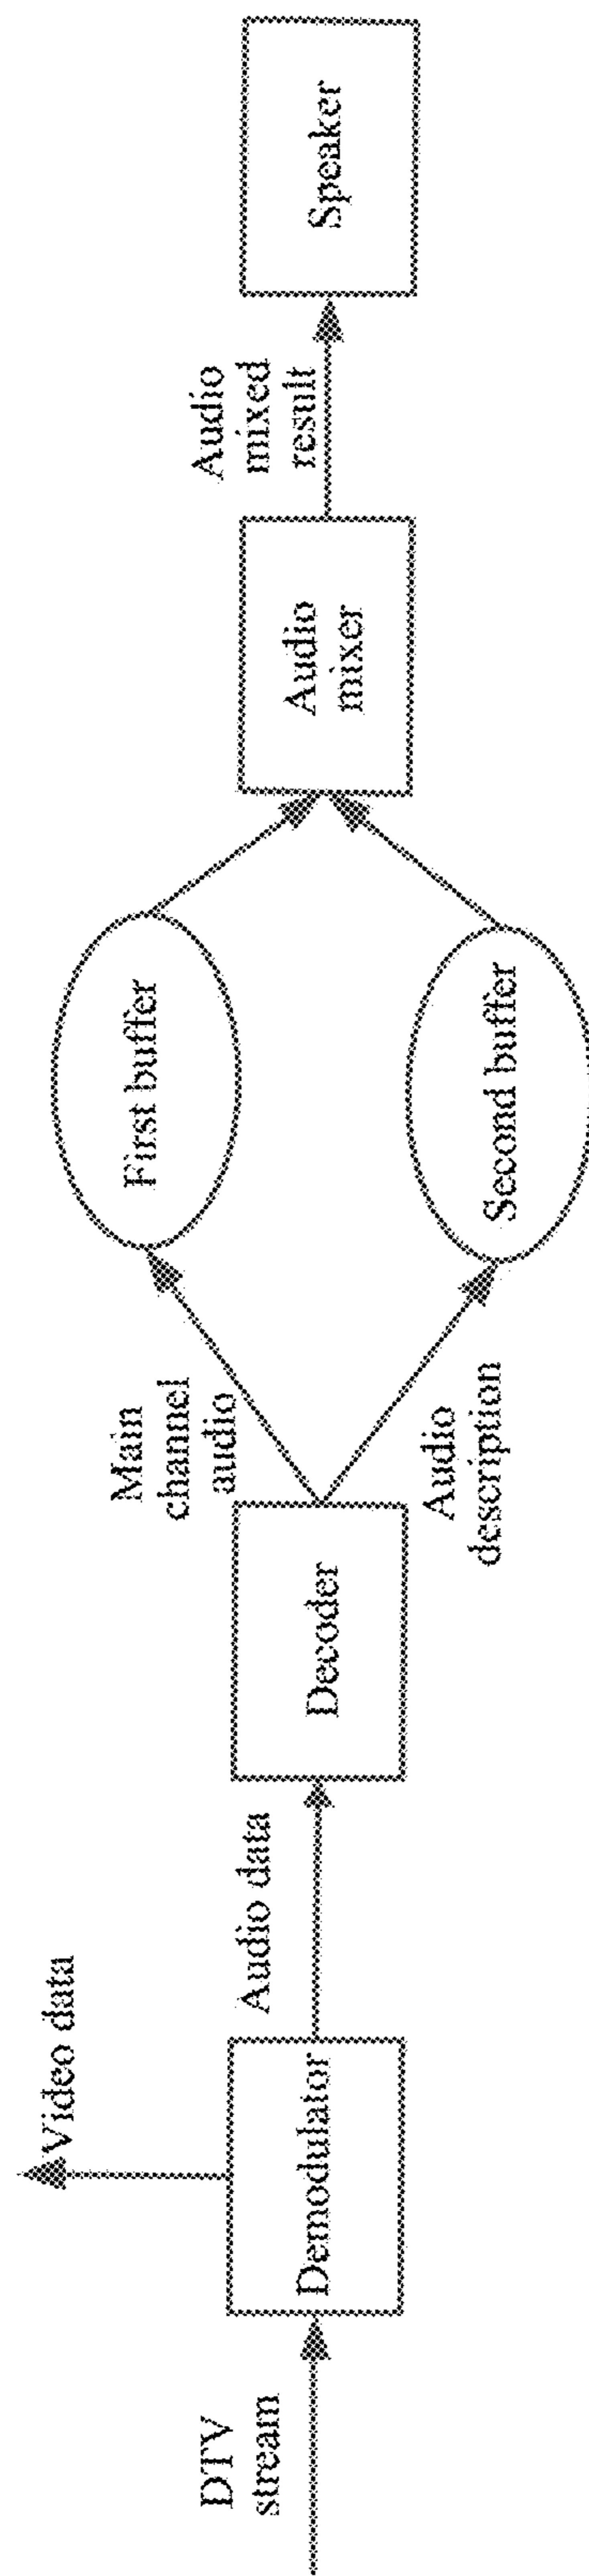 DTV
stream
Demodulator
Video data
Audio data
Decoder
Main
channel
audio
Audio
description
First buffer
Second buffer
Audio
mixer
Audio
mixed
result
Speaker